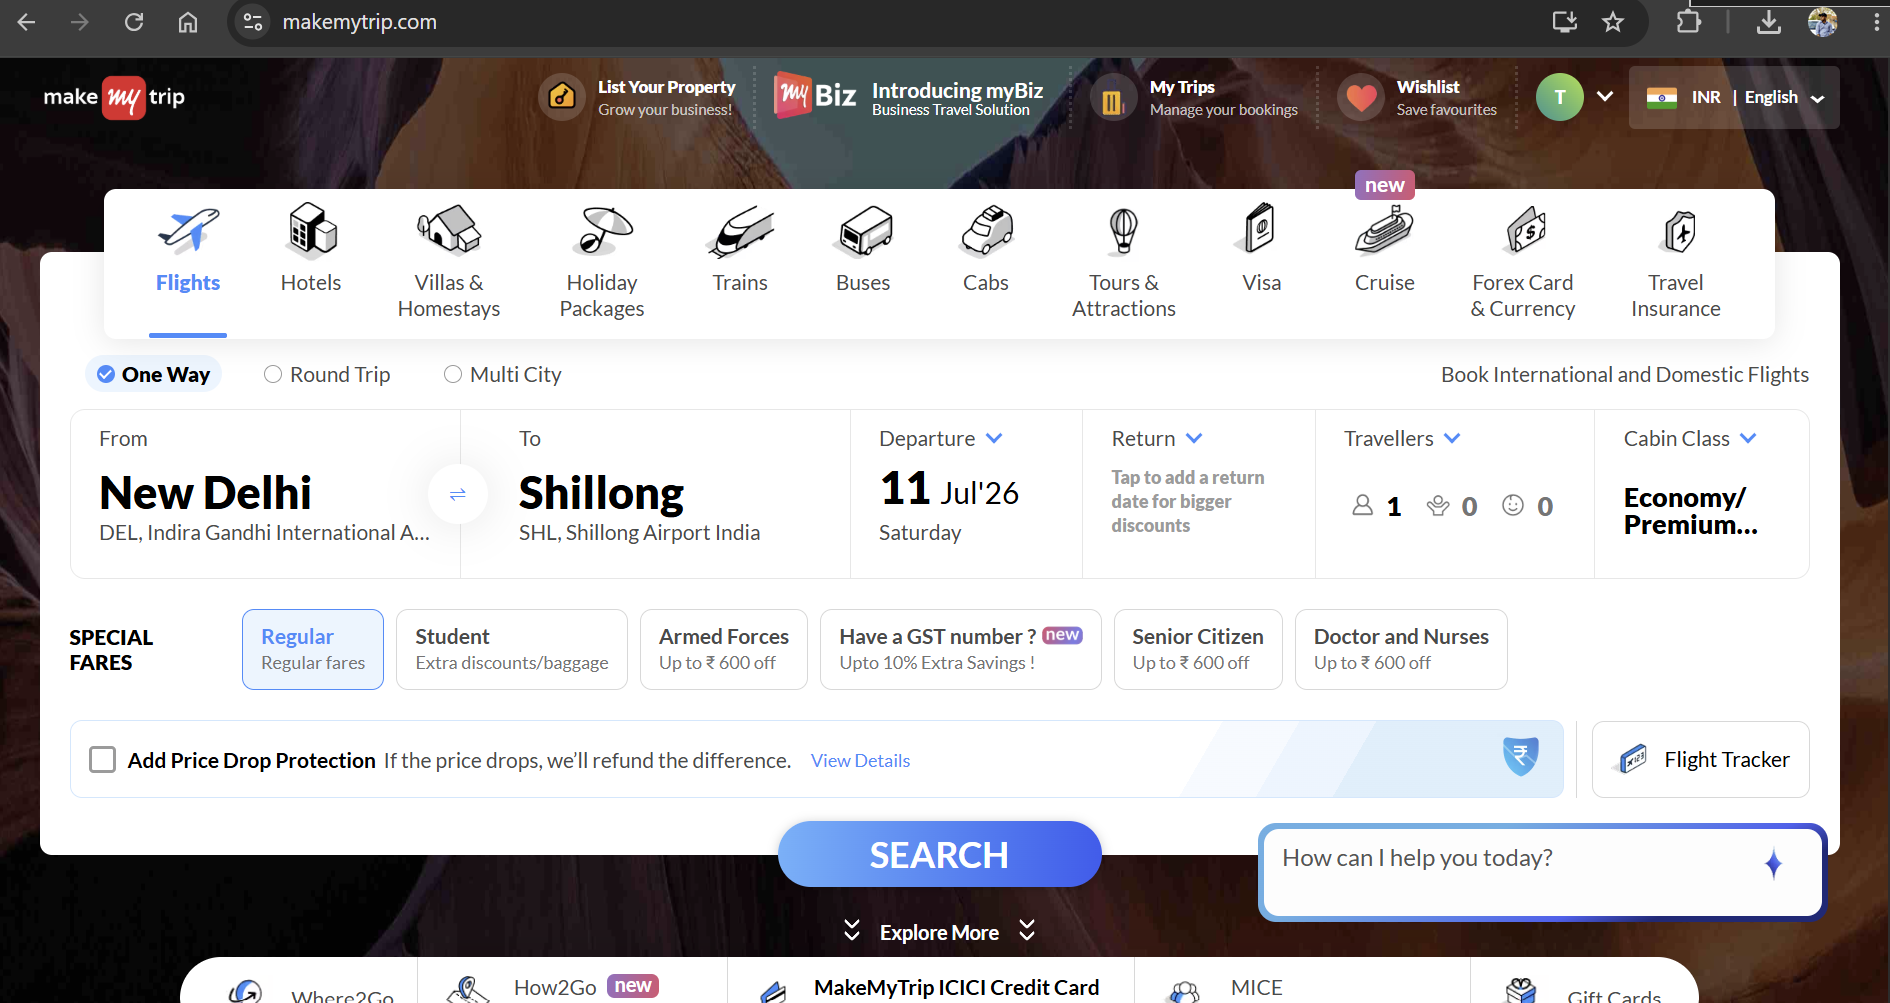 makemytrip.com
make my trip
List Your Property
Grow your business!
my Biz
Introducing myBiz
Business Travel Solution
My Trips
Manage your bookings
Wishlist
Save favourites
T
INR | English
new
Flights
Hotels
Villas &
Homestays
Holiday
Packages
Trains
Buses
Cabs
Tours &
Attractions
Visa
Cruise
Forex Card
& Currency
Travel
Insurance
One Way
Round Trip
Multi City
Book International and Domestic Flights
From
New Delhi
DEL, Indira Gandhi International A...
To
Shillong
SHL, Shillong Airport India
Departure
11 Jul'26
Saturday
Return
Tap to add a return
date for bigger
discounts
Travellers
1 0 0
Cabin Class
Economy/
Premium...
SPECIAL
FARES
Regular
Regular fares
Student
Extra discounts/baggage
Armed Forces
Up to ₹ 600 off
Have a GST number ? new
Upto 10% Extra Savings !
Senior Citizen
Up to ₹ 600 off
Doctor and Nurses
Up to ₹ 600 off
Add Price Drop Protection If the price drops, we’ll refund the difference. View Details
₹
Flight Tracker
SEARCH
How can I help you today?
Explore More
Where2Go
How2Go new
MakeMyTrip ICICI Credit Card
MICE
Gift Cards